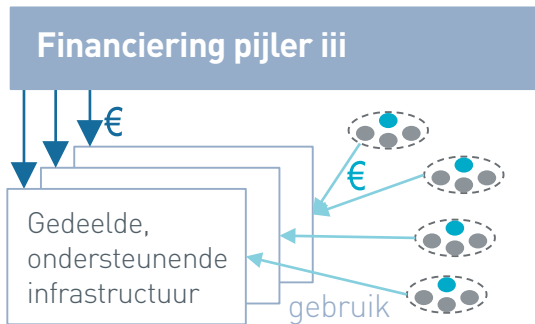 Financiering pijler iii
€
€
Gedeelde,
ondersteunende
infrastructuur
gebruik